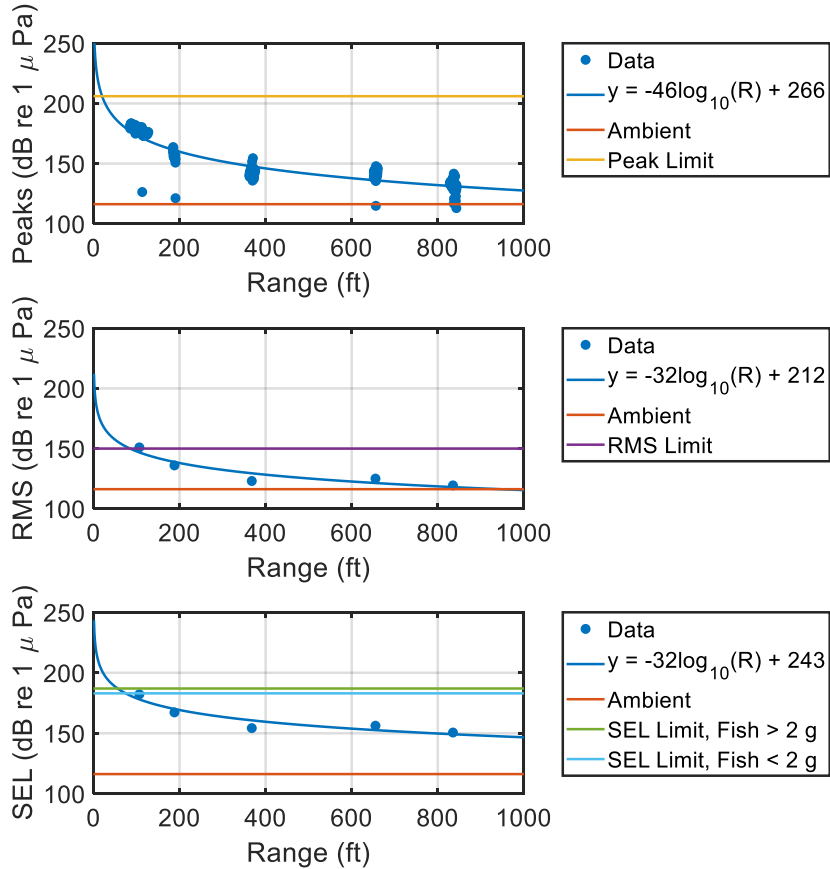 250
200
150
100
Peaks (dB re 1 μ Pa)
0 200 400 600 800 1000
Range (ft)
Data
y = -46log10(R) + 266
Ambient
Peak Limit
250
200
150
100
RMS (dB re 1 μ Pa)
0 200 400 600 800 1000
Range (ft)
Data
y = -32log10(R) + 212
Ambient
RMS Limit
250
200
150
100
SEL (dB re 1 μ Pa)
0 200 400 600 800 1000
Range (ft)
Data
y = -32log10(R) + 243
Ambient
SEL Limit, Fish > 2 g
SEL Limit, Fish < 2 g